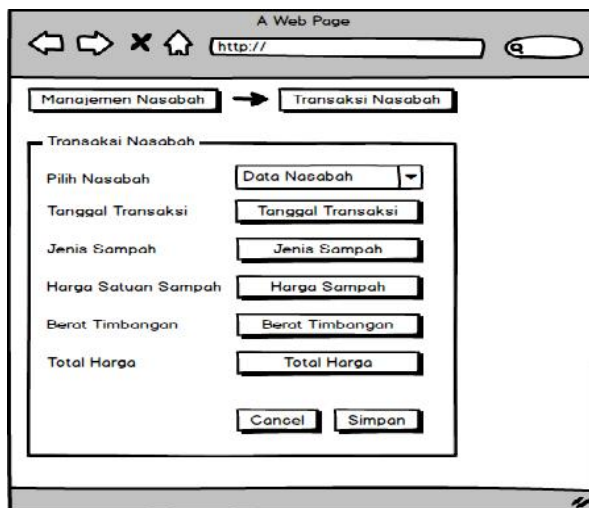 A Web Page
http://
Manajemen Nasabah Transaksi Nasabah
Transaksi Nasabah
Pilih Nasabah Data Nasabah
Tanggal Transaksi Tanggal Transaksi
Jenis Sampah Jenis Sampah
Harga Satuan Sampah Harga Sampah
Berat Timbangan Berat Timbangan
Total Harga Total Harga
Cancel Simpan